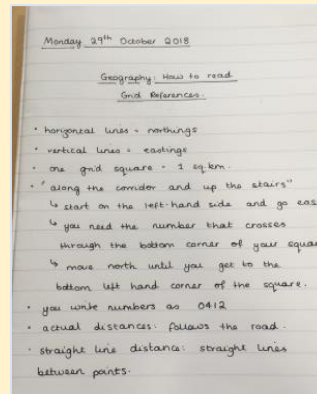 Monday 29th October 2018
Geography: How to read
Grid References.
• horizontal lines = northings
• vertical lines = eastings
• one grid square = 1 sq km.
• "along the corridor and up the stairs"
↳ start on the left-hand side and go eas
↳ you need the number that crosses
through the bottom corner of your squar
↳ move north until you get to the
bottom left hand corner of the square.
• you write numbers as 0412
• actual distances: follows the road.
• straight line distance: straight lines
between points.